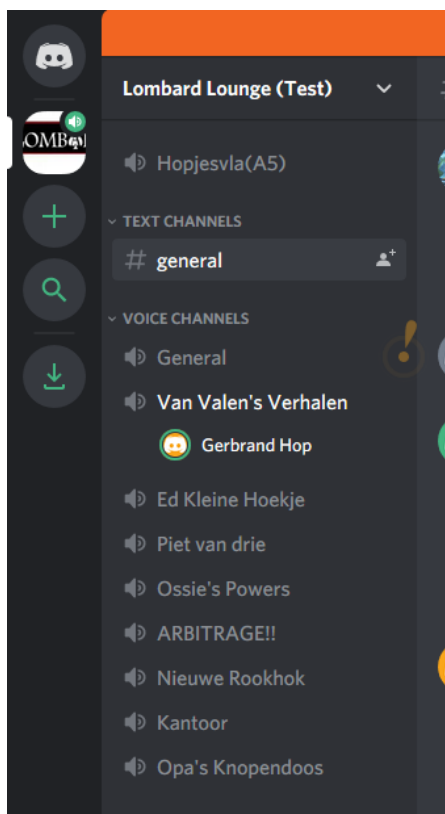 Lombard Lounge (Test)
OMB
Hopjesvla(A5)
TEXT CHANNELS
# general
VOICE CHANNELS
General
Van Valen's Verhalen
Gerbrand Hop
Ed Kleine Hoekje
Piet van drie
Ossie's Powers
ARBITRAGE!!
Nieuwe Rookhok
Kantoor
Opa's Knopendoos